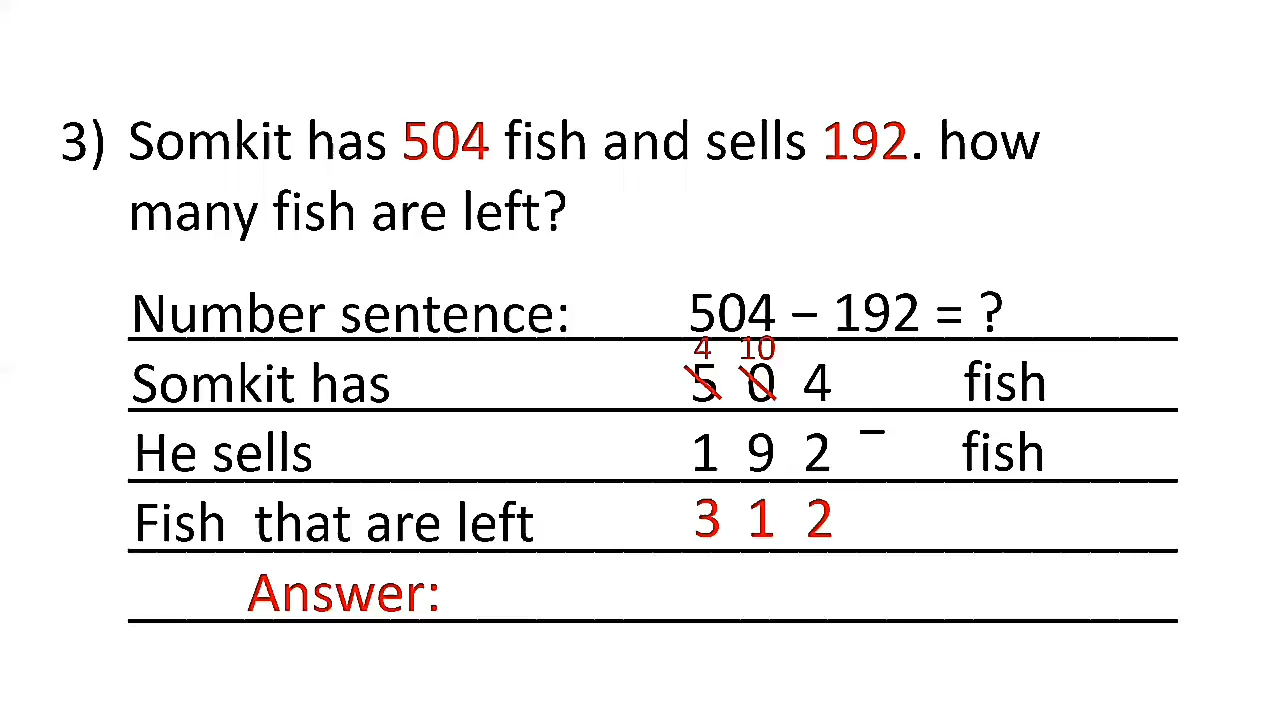 3) Somkit has 504 fish and sells 192. how
many fish are left?
Number sentence: 504 − 192 = ?
4 10
Somkit has 5 0 4 fish
He sells 1 9 2 − fish
Fish that are left 3 1 2
Answer: